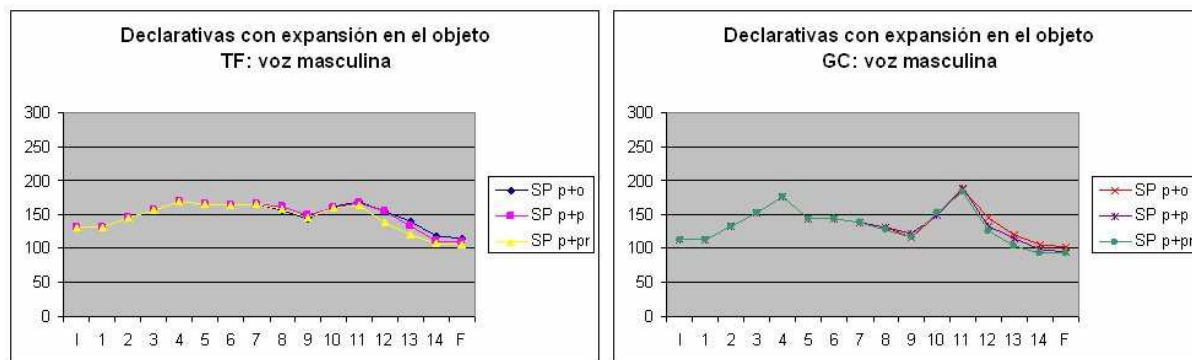 Declarativas con expansión en el objeto
TF: voz masculina
300
250
200
150
100
50
0
I 1 2 3 4 5 6 7 8 9 10 11 12 13 14 F
SP p+o
SP p+p
SP p+pr
Declarativas con expansión en el objeto
GC: voz masculina
300
250
200
150
100
50
0
I 1 2 3 4 5 6 7 8 9 10 11 12 13 14 F
SP p+o
SP p+p
SP p+pr